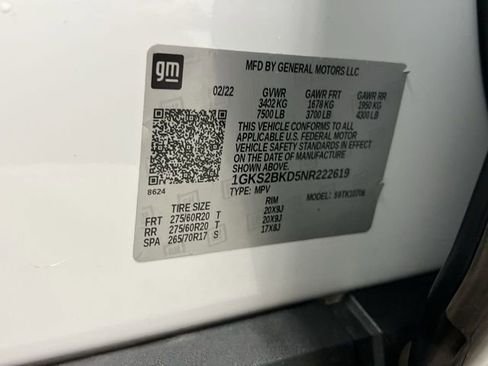 gm
MFD BY GENERAL MOTORS LLC
02/22 GVWR GAWR FRT GAWR RR
3402 KG 1678 KG 1950 KG
7500 LB 3700 LB 4300 LB
THIS VEHICLE CONFORMS TO ALL
APPLICABLE U.S. FEDERAL MOTOR
VEHICLE
IN EFFECT ON THE DATE OF MANUFACTURE
SHOWN ABOVE.
1GKS2BKD5NR222619
8624
TYPE: MPV MODEL:
TIRE SIZE RIM
FRT 275/60R20 T 20X9J
RR 275/60R20 T 20X9J
SPA 265/70R17 S 17X8J